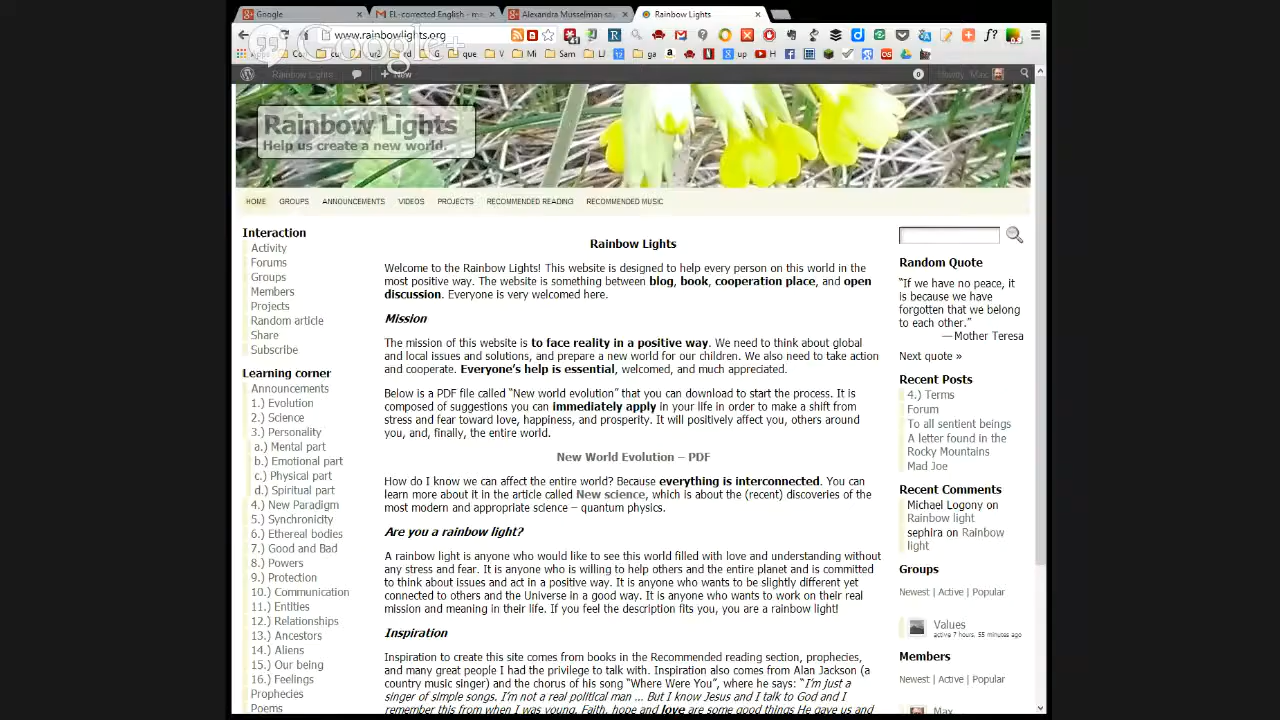 Google
EL-corrected English - m
Alexandra Musselman sa
Rainbow Lights
www.rainbowlights.org
Google+
que
V
Mi
Sam
LI
ga
up
H
Rainbow Lights
New
0
Howdy, Max
Rainbow Lights
Help us create a new world.
HOME GROUPS ANNOUNCEMENTS VIDEOS PROJECTS RECOMMENDED READING RECOMMENDED MUSIC
Interaction
Activity
Forums
Groups
Members
Projects
Random article
Share
Subscribe
Learning corner
Announcements
1.) Evolution
2.) Science
3.) Personality
a.) Mental part
b.) Emotional part
c.) Physical part
d.) Spiritual part
4.) New Paradigm
5.) Synchronicity
6.) Ethereal bodies
7.) Good and Bad
8.) Powers
9.) Protection
10.) Communication
11.) Entities
12.) Relationships
13.) Ancestors
14.) Aliens
15.) Our being
16.) Feelings
Prophecies
Poems
Rainbow Lights
Welcome to the Rainbow Lights! This website is designed to help every person on this world in the
most positive way. The website is something between blog, book, cooperation place, and open
discussion. Everyone is very welcomed here.
Mission
The mission of this website is to face reality in a positive way. We need to think about global
and local issues and solutions, and prepare a new world for our children. We also need to take action
and cooperate. Everyone's help is essential, welcomed, and much appreciated.
Below is a PDF file called “New world evolution” that you can download to start the process. It is
composed of suggestions you can immediately apply in your life in order to make a shift from
stress and fear toward love, happiness, and prosperity. It will positively affect you, others around
you, and, finally, the entire world.
New World Evolution – PDF
How do I know we can affect the entire world? Because everything is interconnected. You can
learn more about it in the article called New science, which is about the (recent) discoveries of the
most modern and appropriate science – quantum physics.
Are you a rainbow light?
A rainbow light is anyone who would like to see this world filled with love and understanding without
any stress and fear. It is anyone who is willing to help others and the entire planet and is committed
to think about issues and act in a positive way. It is anyone who wants to be slightly different yet
connected to others and the Universe in a good way. It is anyone who wants to work on their real
mission and meaning in their life. If you feel the description fits you, you are a rainbow light!
Inspiration
Inspiration to create this site comes from books in the Recommended reading section, prophecies,
and many great people I had the privilege to talk with. Inspiration also comes from Alan Jackson (a
country music singer) and the chorus of his song “Where Were You”, where he says: “I'm just a
singer of simple songs. I'm not a real political man ... But I know Jesus and I talk to God and I
remember this from when I was young. Faith, hope and love are some good things He gave us and
Random Quote
“If we have no peace, it
is because we have
forgotten that we belong
to each other.”
— Mother Teresa
Next quote »
Recent Posts
4.) Terms
Forum
To all sentient beings
A letter found in the
Rocky Mountains
Mad Joe
Recent Comments
Michael Logony on
Rainbow light
sephira on Rainbow
light
Groups
Newest | Active | Popular
Values
active 7 hours, 55 minutes ago
Members
Newest | Active | Popular
Max